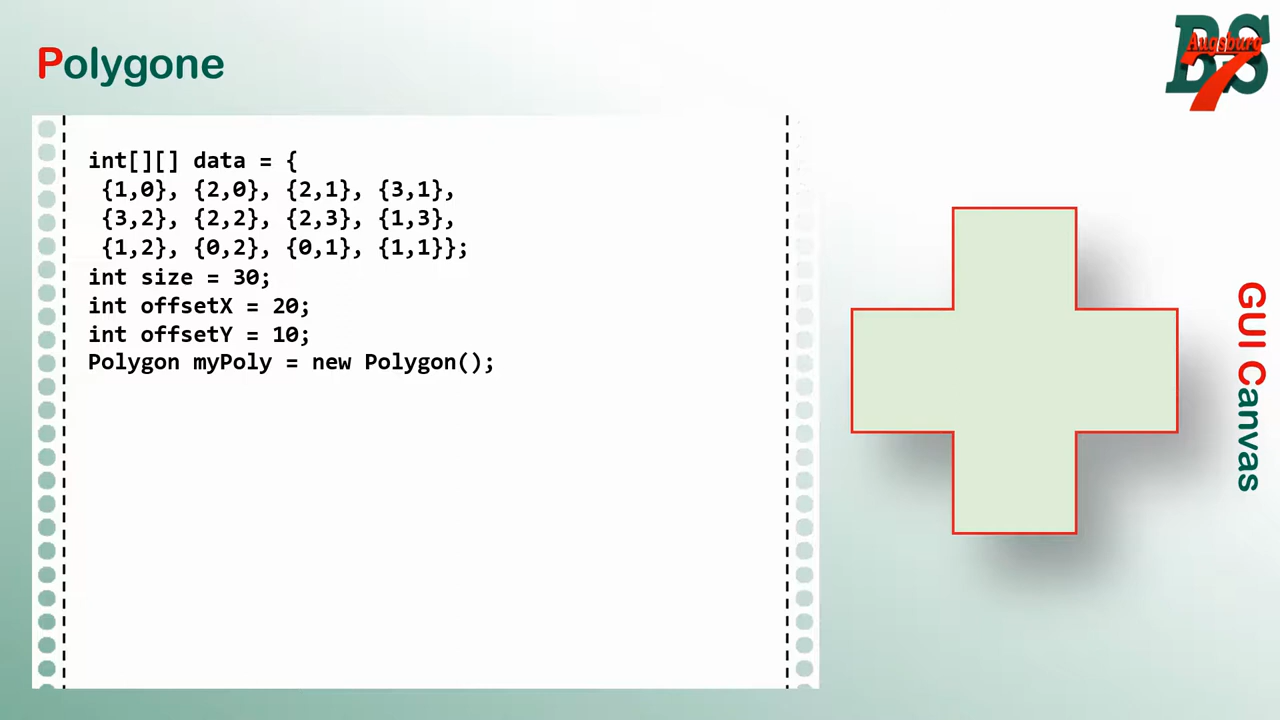 Polygone
BS
Augsburg
7
int[][] data = {
{1,0}, {2,0}, {2,1}, {3,1},
{3,2}, {2,2}, {2,3}, {1,3},
{1,2}, {0,2}, {0,1}, {1,1}};
int size = 30;
int offsetX = 20;
int offsetY = 10;
Polygon myPoly = new Polygon();
GUI Canvas